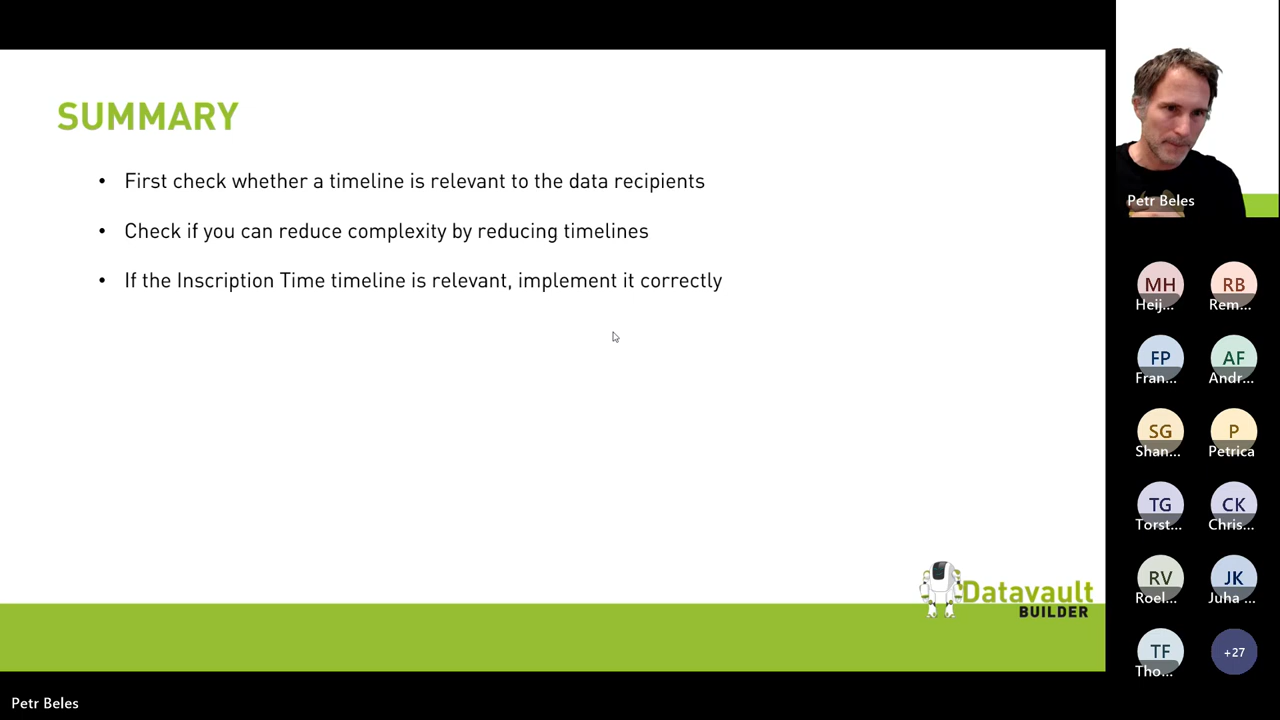 SUMMARY
• First check whether a timeline is relevant to the data recipients
• Check if you can reduce complexity by reducing timelines
• If the Inscription Time timeline is relevant, implement it correctly
Datavault
BUILDER
Petr Beles
Petr Beles
MH
Heij...
RB
Rem...
FP
Fran...
AF
Andr...
SG
Shan...
P
Petrica
TG
Torst...
CK
Chris...
RV
Roel...
JK
Juha ...
TF
Tho...
+27